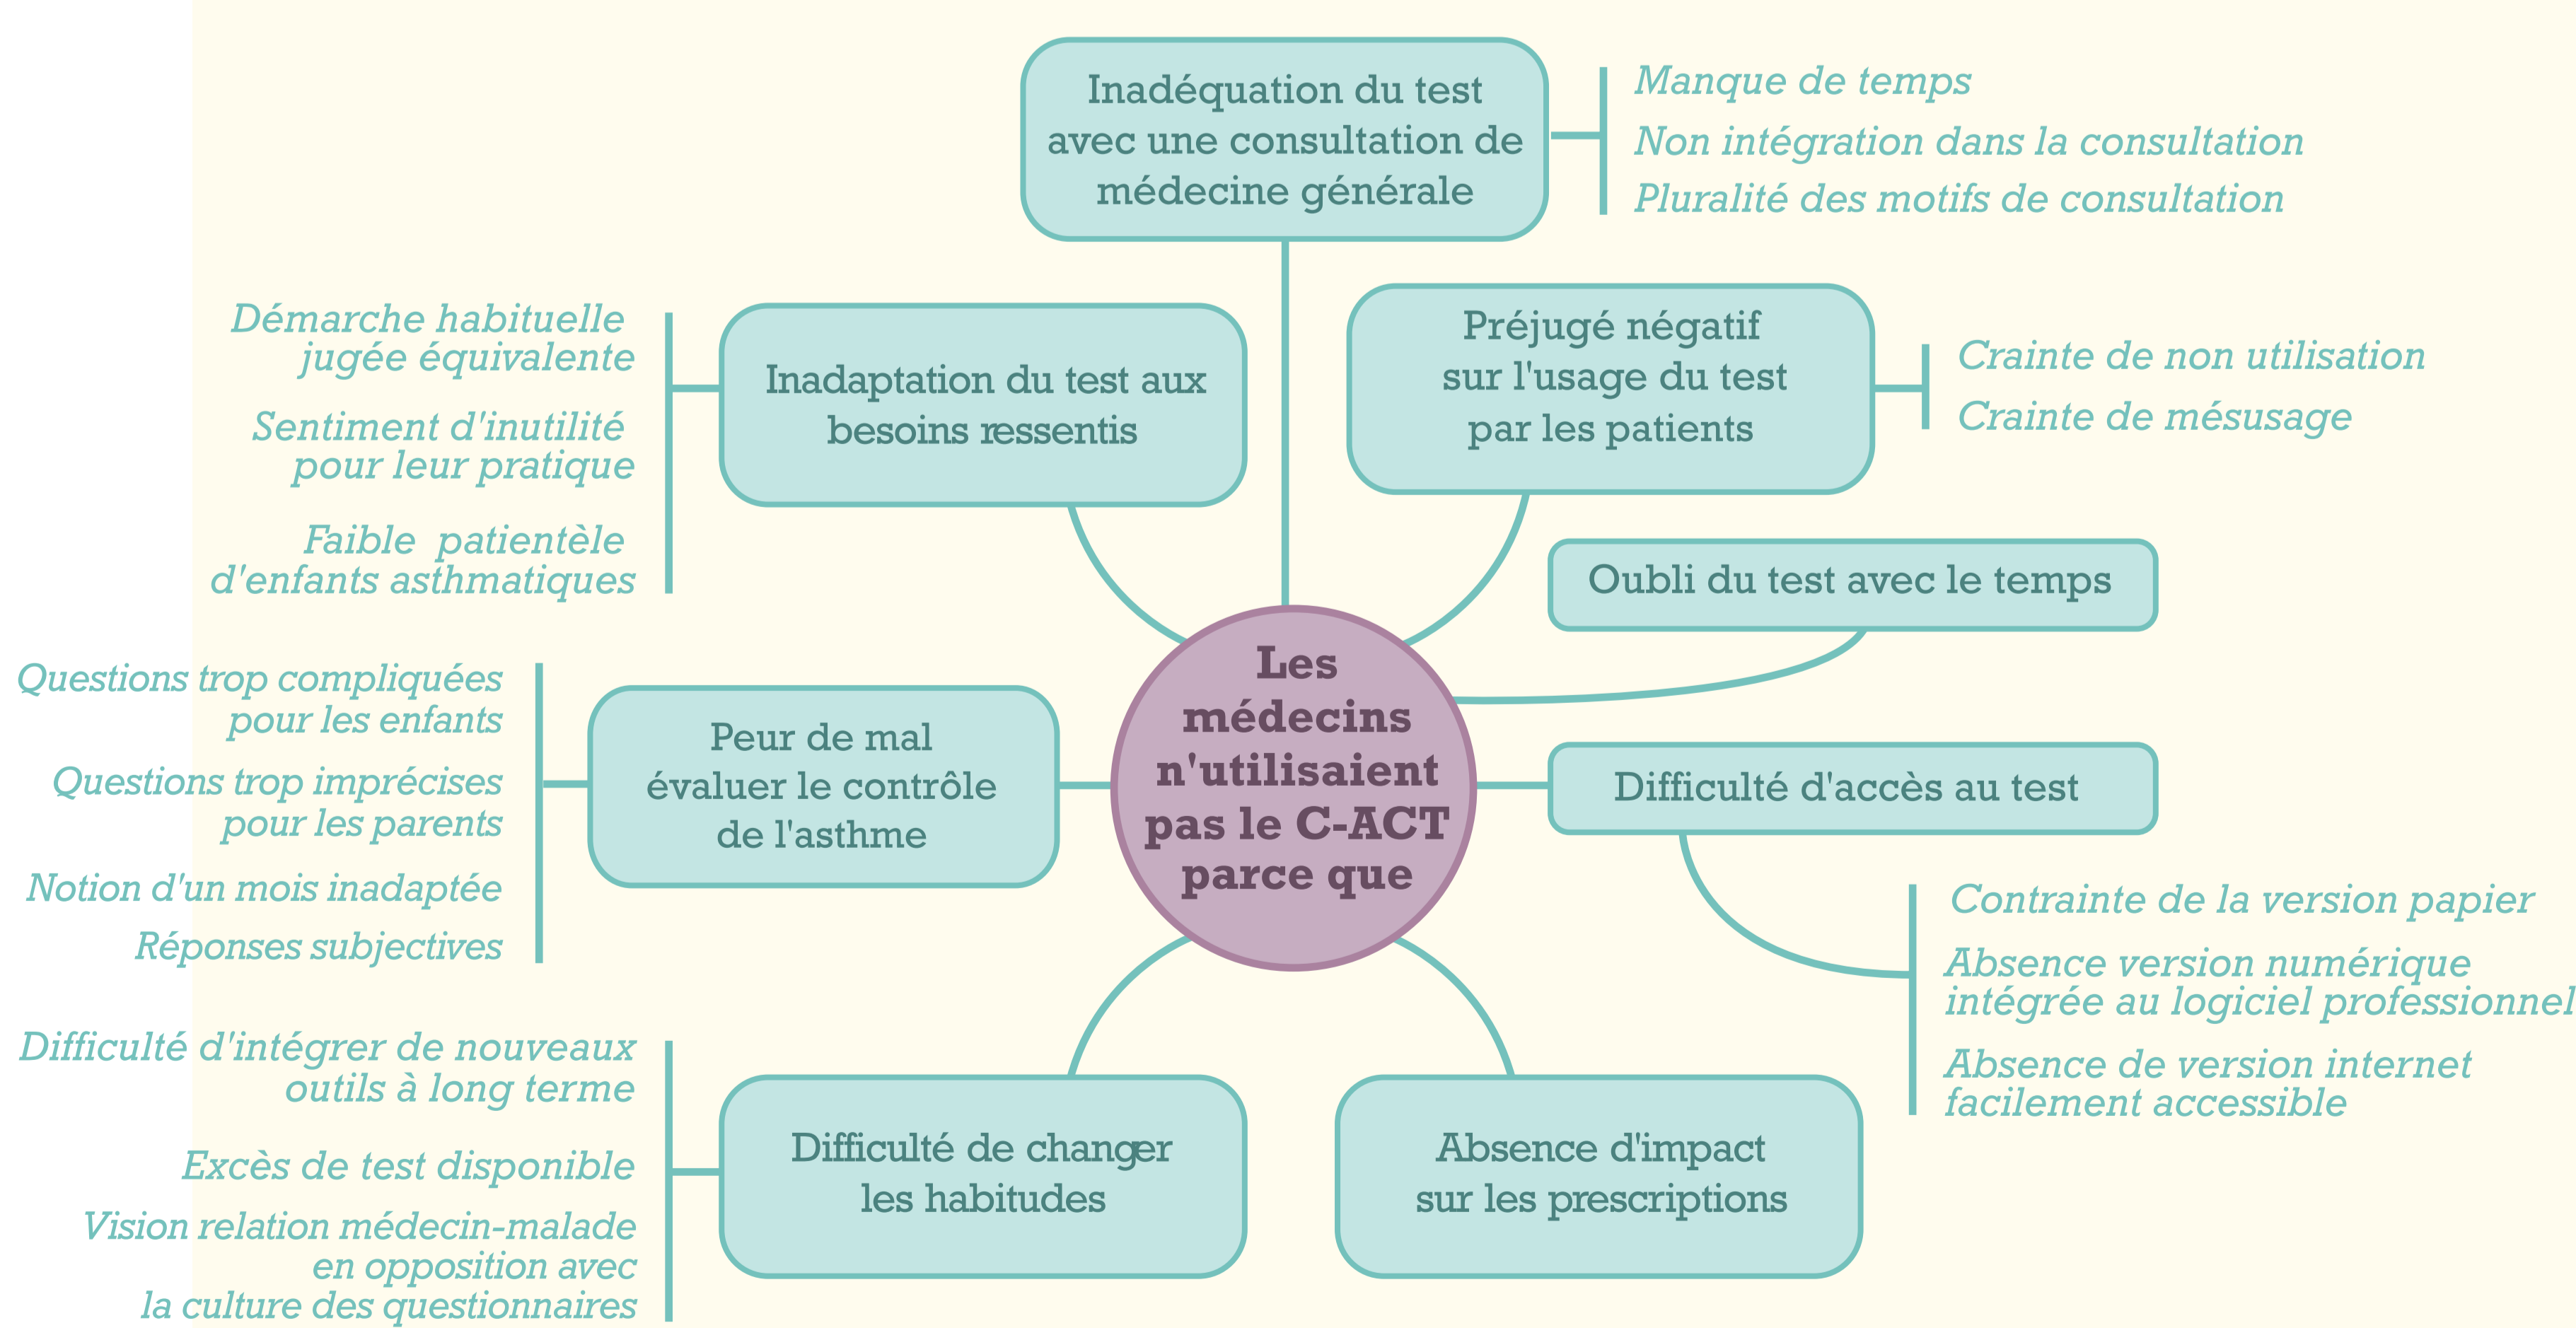 Inadéquation du test
avec une consultation de
médecine générale
Manque de temps
Non intégration dans la consultation
Pluralité des motifs de consultation
Démarche habituelle
jugée équivalente
Sentiment d'inutilité
pour leur pratique
Faible patientèle
d'enfants asthmatiques
Inadaptation du test aux
besoins ressentis
Préjugé négatif
sur l'usage du test
par les patients
Crainte de non utilisation
Crainte de mésusage
Oubli du test avec le temps
Les
médecins
n'utilisaient
pas le C-ACT
parce que
Questions trop compliquées
pour les enfants
Questions trop imprécises
pour les parents
Notion d'un mois inadaptée
Réponses subjectives
Peur de mal
évaluer le contrôle
de l'asthme
Difficulté d'accès au test
Contrainte de la version papier
Absence version numérique
intégrée au logiciel professionnel
Absence de version internet
facilement accessible
Difficulté d'intégrer de nouveaux
outils à long terme
Excès de test disponible
Vision relation médecin-malade
en opposition avec
la culture des questionnaires
Difficulté de changer
les habitudes
Absence d'impact
sur les prescriptions